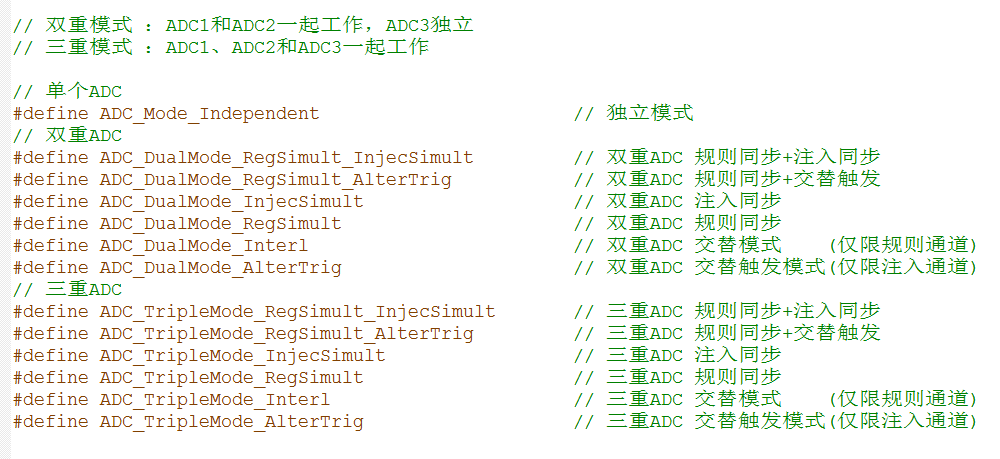 // 双重模式 : ADC1和ADC2一起工作，ADC3独立
// 三重模式 : ADC1、ADC2和ADC3一起工作
// 单个ADC
#define ADC_Mode_Independent // 独立模式
// 双重ADC
#define ADC_DualMode_RegSimult_InjecSimult // 双重ADC 规则同步+注入同步
#define ADC_DualMode_RegSimult_AlterTrig // 双重ADC 规则同步+交替触发
#define ADC_DualMode_InjecSimult // 双重ADC 注入同步
#define ADC_DualMode_RegSimult // 双重ADC 规则同步
#define ADC_DualMode_Interl // 双重ADC 交替模式 (仅限规则通道)
#define ADC_DualMode_AlterTrig // 双重ADC 交替触发模式(仅限注入通道)
// 三重ADC
#define ADC_TripleMode_RegSimult_InjecSimult // 三重ADC 规则同步+注入同步
#define ADC_TripleMode_RegSimult_AlterTrig // 三重ADC 规则同步+交替触发
#define ADC_TripleMode_InjecSimult // 三重ADC 注入同步
#define ADC_TripleMode_RegSimult // 三重ADC 规则同步
#define ADC_TripleMode_Interl // 三重ADC 交替模式 (仅限规则通道)
#define ADC_TripleMode_AlterTrig // 三重ADC 交替触发模式(仅限注入通道)